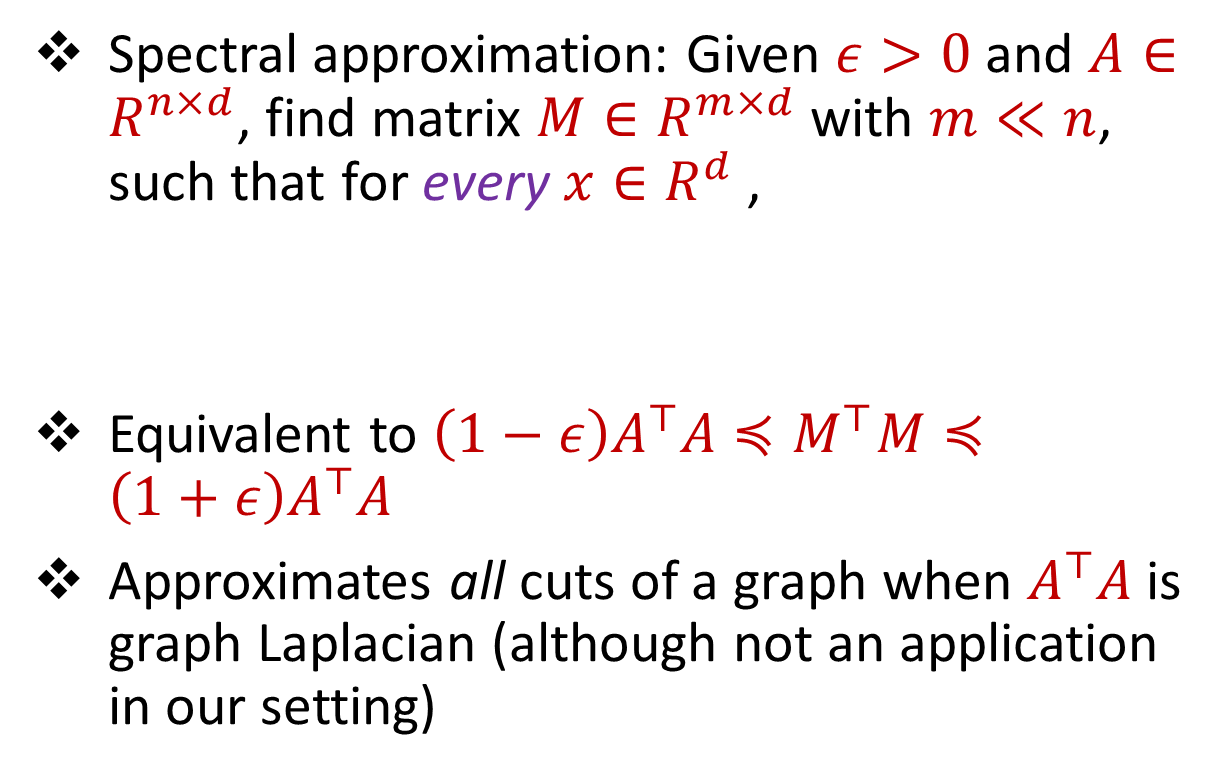 ❖ Spectral approximation: Given ϵ > 0 and A ∈
R^{n×d}, find matrix M ∈ R^{m×d} with m ≪ n,
such that for every x ∈ R^d ,
❖ Equivalent to (1 − ϵ)A^⊤A ≼ M^⊤M ≼
(1 + ϵ)A^⊤A
❖ Approximates all cuts of a graph when A^⊤A is
graph Laplacian (although not an application
in our setting)